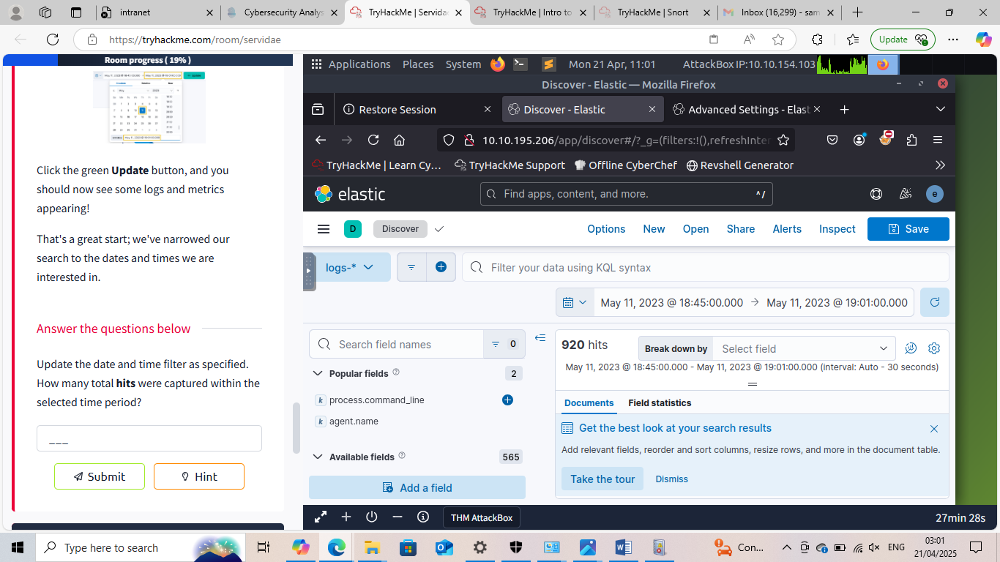 intranet
Cybersecurity Analys
TryHackMe | Servidae
TryHackMe | Intro to
TryHackMe | Snort
Inbox (16,299) - sam
https://tryhackme.com/room/servidae
Update
Room progress ( 19% )
Click the green Update button, and you
should now see some logs and metrics
appearing!
That's a great start; we've narrowed our
search to the dates and times we are
interested in.
Answer the questions below
Update the date and time filter as specified.
How many total hits were captured within the
selected time period?
___
Submit
Hint
Applications Places System
Mon 21 Apr, 11:01
AttackBox IP:10.10.154.103
Discover - Elastic — Mozilla Firefox
Restore Session
Discover - Elastic
Advanced Settings - Elast
10.10.195.206/app/discover#/?_g=(filters:!(),refreshInter
TryHackMe | Learn Cy...
TryHackMe Support
Offline CyberChef
Revshell Generator
elastic
Find apps, content, and more.
^ /
e
D
Discover
Options New Open Share Alerts Inspect Save
logs-*
Filter your data using KQL syntax
May 11, 2023 @ 18:45:00.000 → May 11, 2023 @ 19:01:00.000
Search field names
0
Popular fields
2
k process.command_line
k agent.name
Available fields
565
Add a field
920 hits
Break down by Select field
May 11, 2023 @ 18:45:00.000 - May 11, 2023 @ 19:01:00.000 (interval: Auto - 30 seconds)
Documents Field statistics
Get the best look at your search results
Add relevant fields, reorder and sort columns, resize rows, and more in the document table.
Take the tour
Dismiss
THM AttackBox
27min 28s
Type here to search
Con...
ENG
03:01
21/04/2025